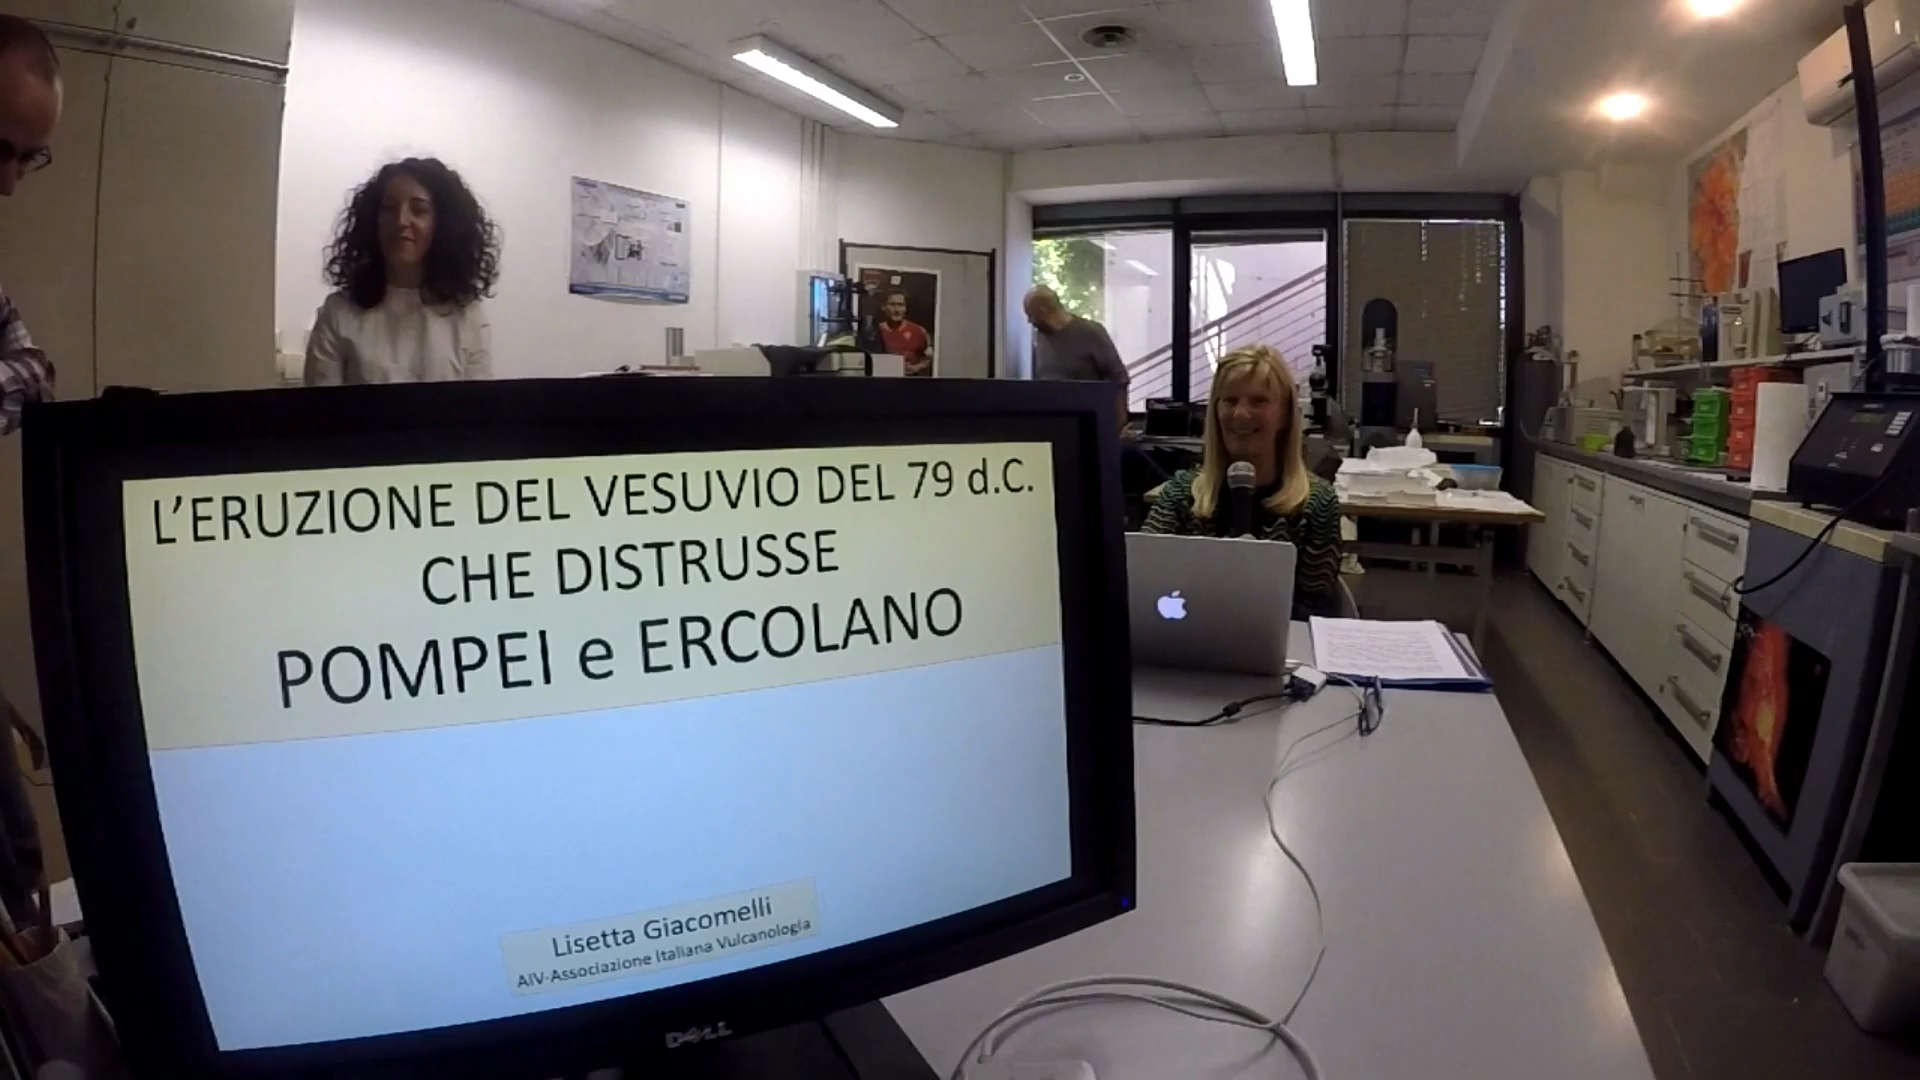 L'ERUZIONE DEL VESUVIO DEL 79 d.C.
CHE DISTRUSSE
POMPEI e ERCOLANO
Lisetta Giacomelli
AIV-Associazione Italiana Vulcanologia
DELL